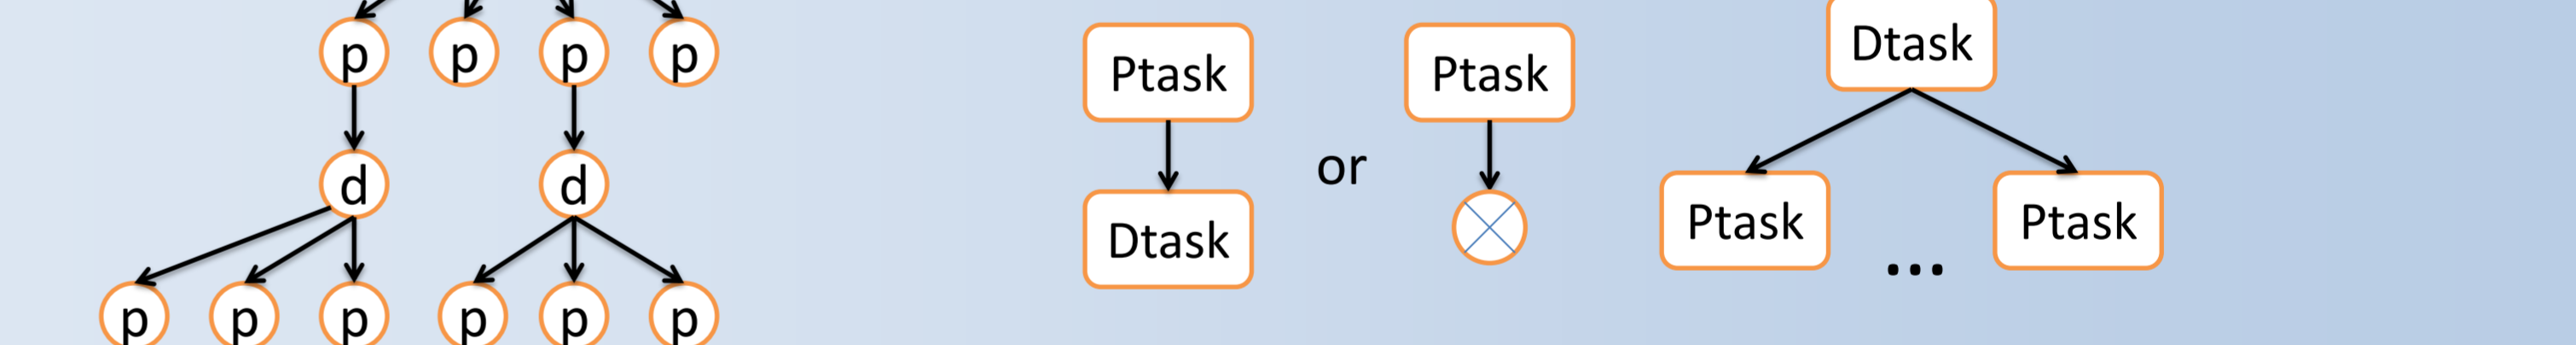 p p p p
d d
p p p p p p
Ptask
Dtask
or
Ptask
Dtask
Ptask ... Ptask